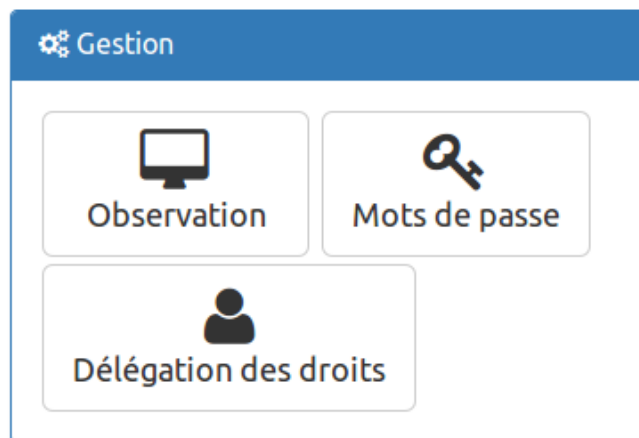 Gestion
Observation
Mots de passe
Délégation des droits